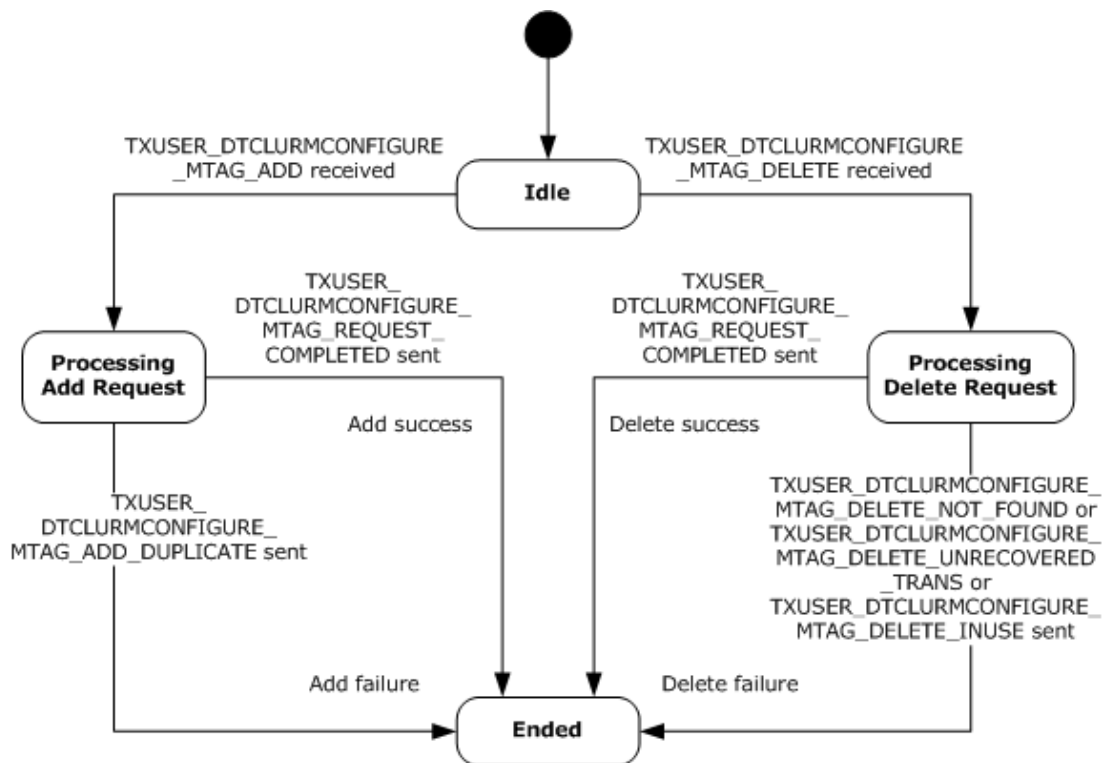 TXUSER_DTCLURMCONFIGURE
_MTAG_ADD received
TXUSER_DTCLURMCONFIGURE
_MTAG_DELETE received
Idle
TXUSER_
DTCLURMCONFIGURE_
MTAG_REQUEST_
COMPLETED sent
TXUSER_
DTCLURMCONFIGURE_
MTAG_REQUEST_
COMPLETED sent
Processing
Add Request
Processing
Delete Request
Add success
Delete success
TXUSER_
DTCLURMCONFIGURE_
MTAG_ADD_DUPLICATE sent
TXUSER_DTCLURMCONFIGURE_
MTAG_DELETE_NOT_FOUND or
TXUSER_DTCLURMCONFIGURE_
MTAG_DELETE_UNRECOVERED
_TRANS or
TXUSER_DTCLURMCONFIGURE_
MTAG_DELETE_INUSE sent
Add failure
Delete failure
Ended